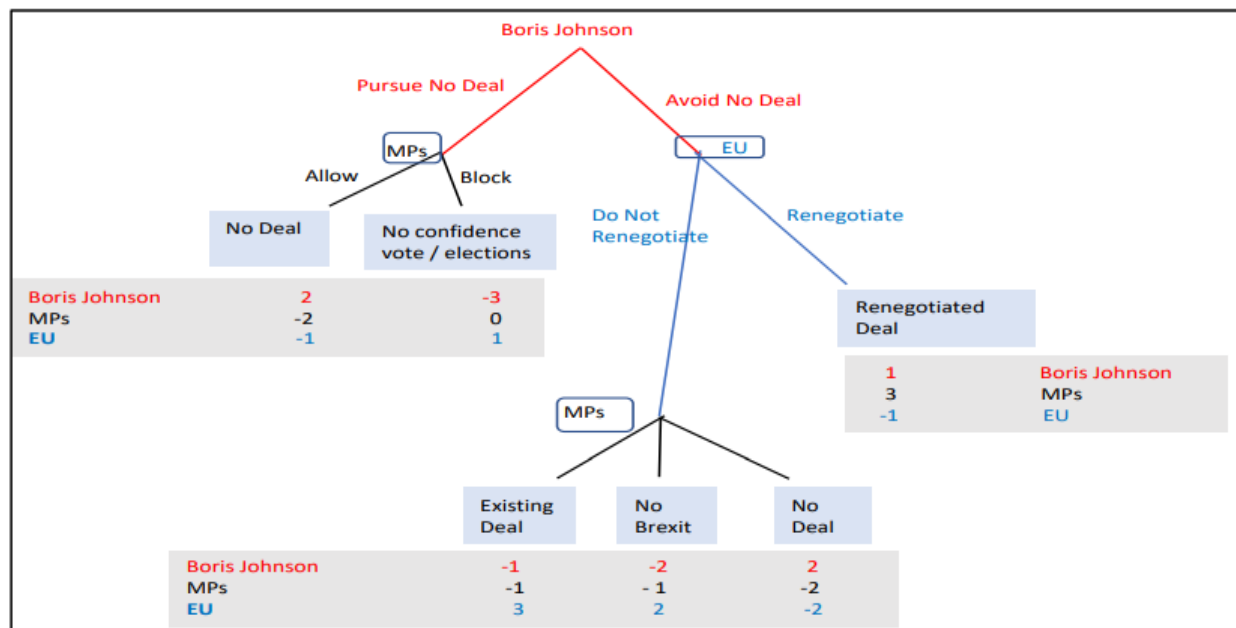 Boris Johnson
Pursue No Deal
Avoid No Deal
MPs
EU
Allow
Block
No Deal
No confidence
vote / elections
Do Not
Renegotiate
Renegotiate
Boris Johnson 2 -3
MPs -2 0
EU -1 1
Renegotiated
Deal
1 Boris Johnson
3 MPs
-1 EU
MPs
Existing
Deal
No
Brexit
No
Deal
Boris Johnson -1 -2 2
MPs -1 - 1 -2
EU 3 2 -2